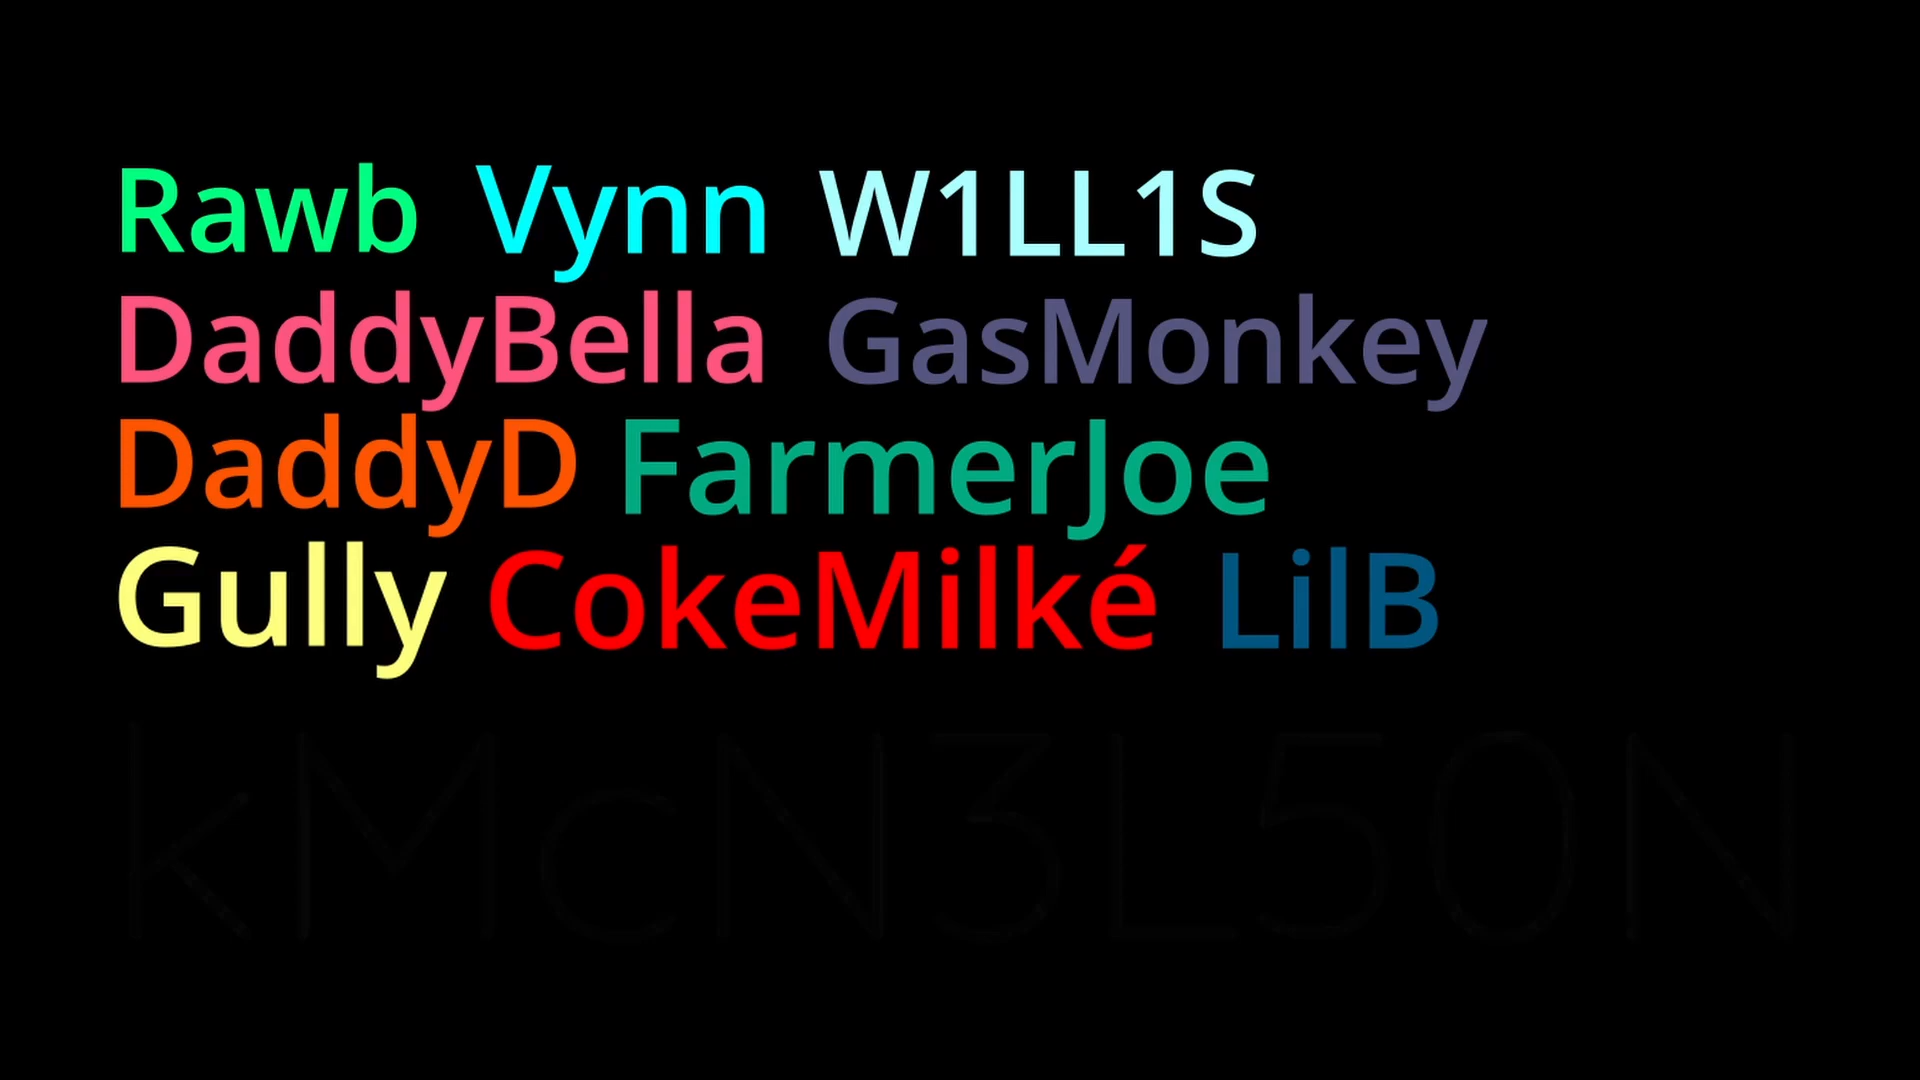 Rawb Vynn W1LL1S
DaddyBella GasMonkey
DaddyD FarmerJoe
Gully CokeMilké LilB
kMcN3L50N